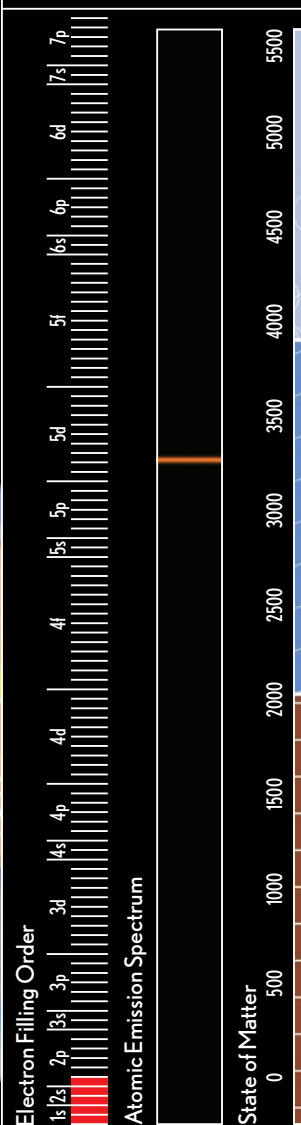 Electron Filling Order
1s 2s 2p 3s 3p 3d 4s 4p 4d 4f 5s 5p 5d 5f 6s 6p 6d 7s 7p
Atomic Emission Spectrum
State of Matter
0 500 1000 1500 2000 2500 3000 3500 4000 4500 5000 5500